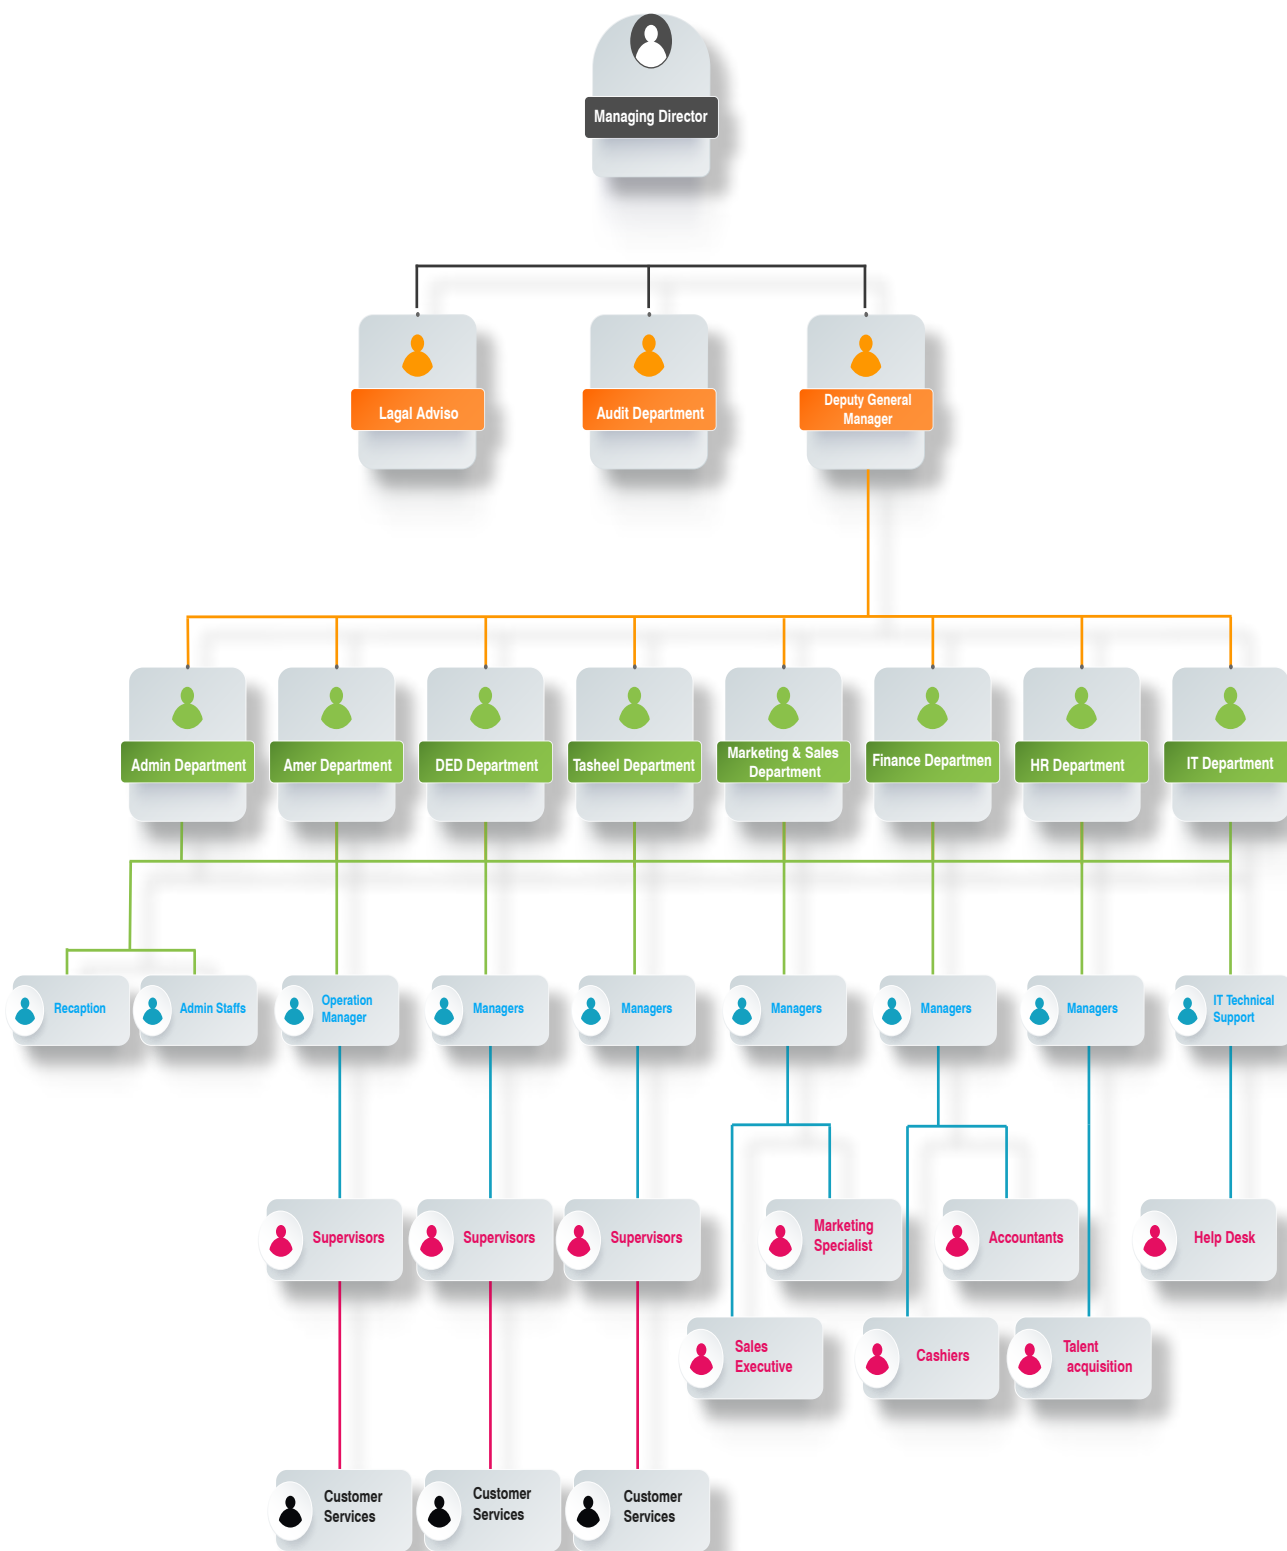 Managing Director
Lagal Adviso
Audit Department
Deputy General
Manager
Admin Department
Amer Department
DED Department
Tasheel Department
Marketing & Sales
Department
Finance Departmen
HR Department
IT Department
Recaption
Admin Staffs
Operation
Manager
Managers
Managers
Managers
Managers
Managers
IT Technical
Support
Supervisors
Supervisors
Supervisors
Marketing
Specialist
Accountants
Help Desk
Sales
Executive
Cashiers
Talent
acquisition
Customer
Services
Customer
Services
Customer
Services